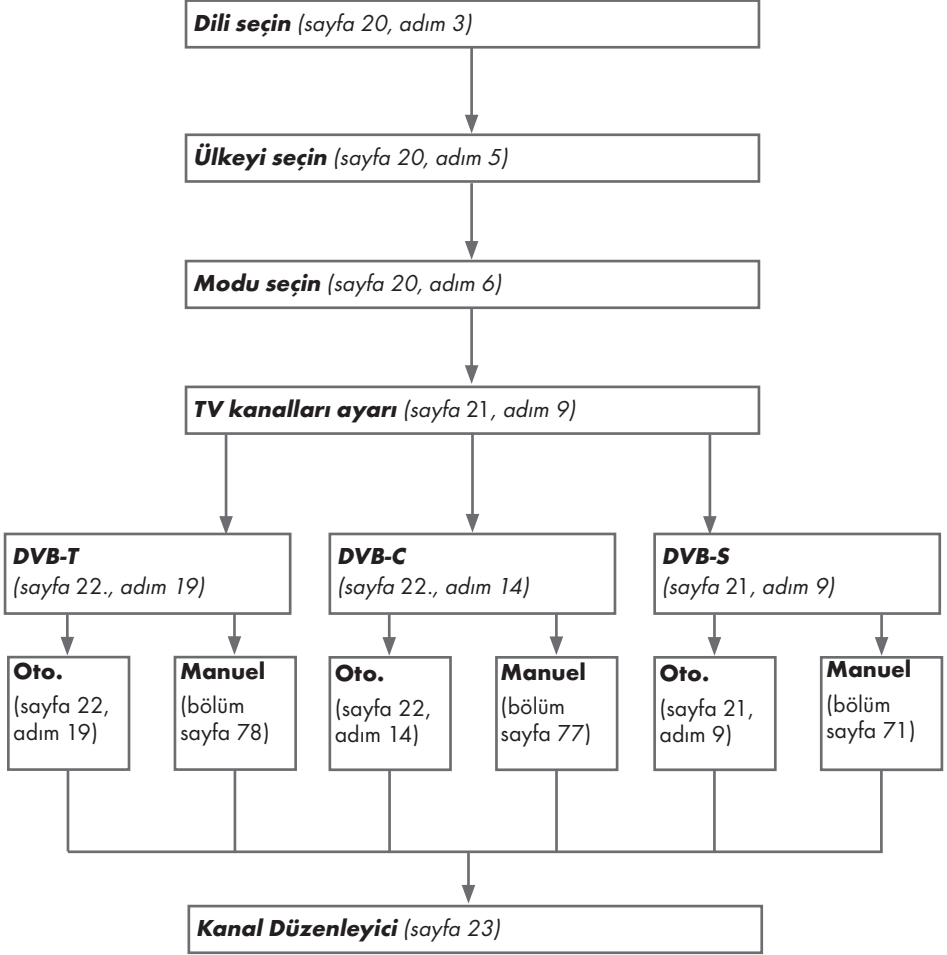 Dili seçin (sayfa 20, adım 3)
Ülkeyi seçin (sayfa 20, adım 5)
Modu seçin (sayfa 20, adım 6)
TV kanalları ayarı (sayfa 21, adım 9)
DVB-T
(sayfa 22., adım 19)
DVB-C
(sayfa 22., adım 14)
DVB-S
(sayfa 21, adım 9)
Oto.
(sayfa 22,
adım 19)
Manuel
(bölüm
sayfa 78)
Oto.
(sayfa 22,
adım 14)
Manuel
(bölüm
sayfa 77)
Oto.
(sayfa 21,
adım 9)
Manuel
(bölüm
sayfa 71)
Kanal Düzenleyici (sayfa 23)